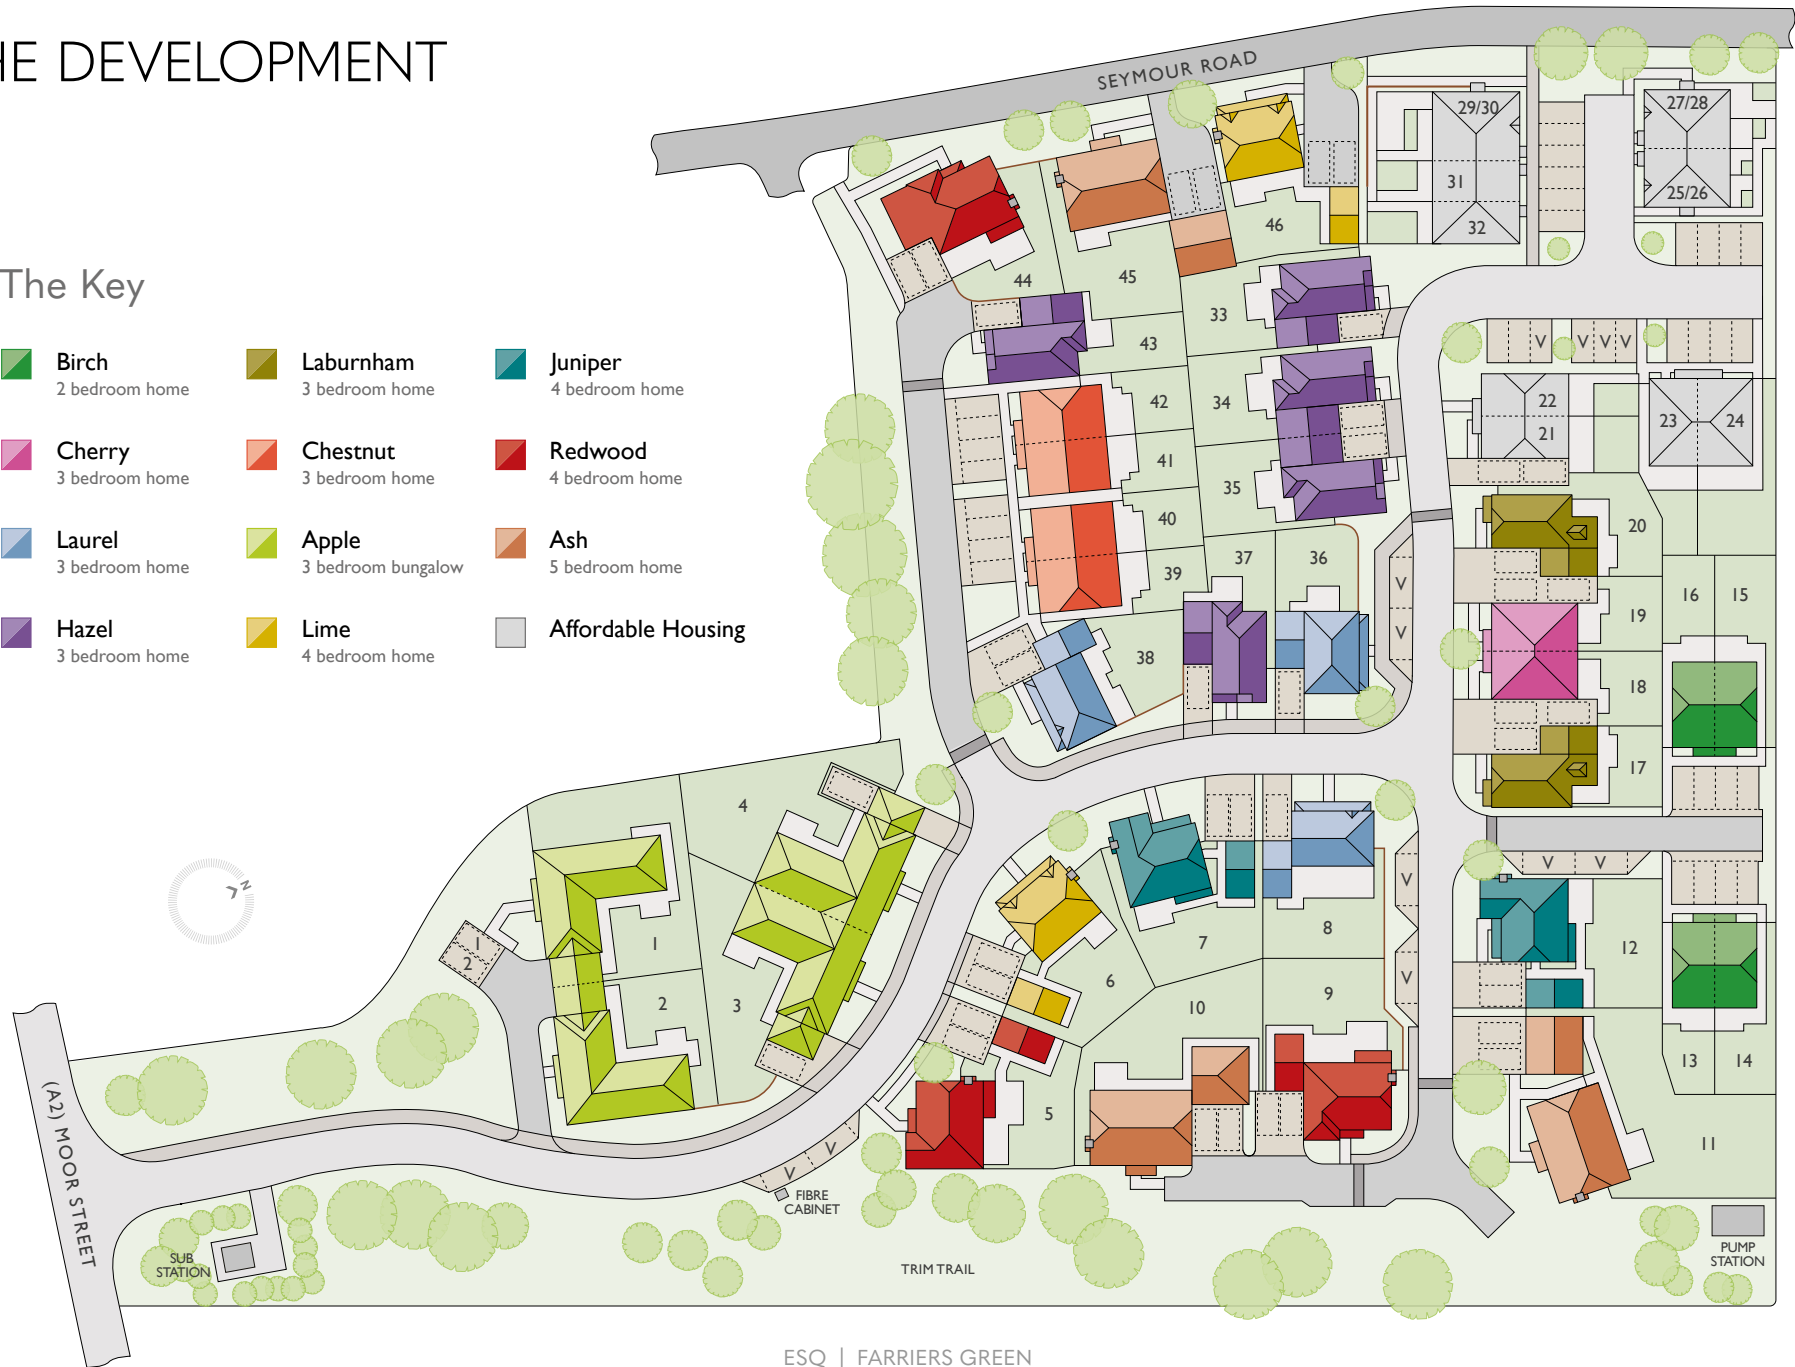 HE DEVELOPMENT
The Key
Birch
2 bedroom home
Cherry
3 bedroom home
Laurel
3 bedroom home
Hazel
3 bedroom home
Laburnham
3 bedroom home
Chestnut
3 bedroom home
Apple
3 bedroom bungalow
Lime
4 bedroom home
Juniper
4 bedroom home
Redwood
4 bedroom home
Ash
5 bedroom home
Affordable Housing
SEYMOUR ROAD
29/30
31
32
27/28
25/26
46
45
44
33
43
42
34
41
35
40
39
37
36
38
V
V V V
22
21
23
24
20
19
18
17
16
15
V
V
4
1
2
1
2
3
N
V
V
V
V
7
8
6
10
9
5
12
13
14
11
V
V
FIBRE
CABINET
(A2) MOOR STREET
SUB
STATION
TRIM TRAIL
PUMP
STATION
ESQ | FARRIERS GREEN